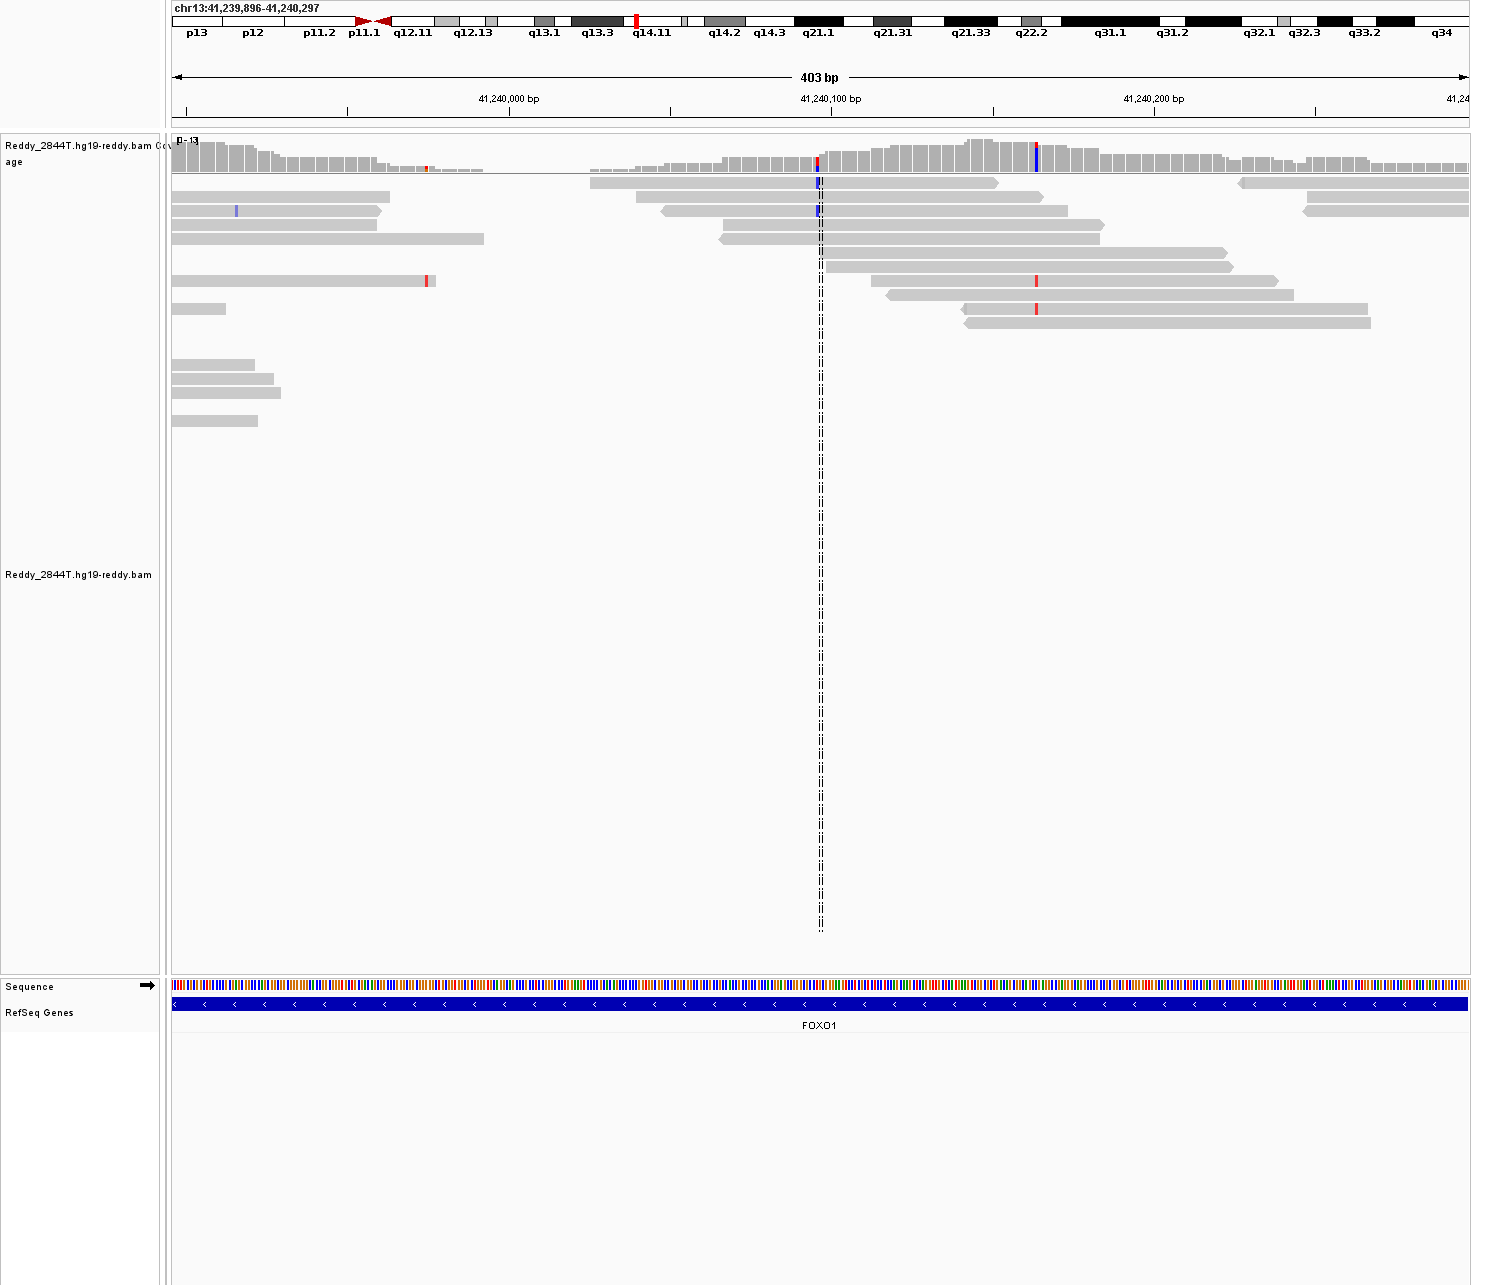 chr13:41,239,896-41,240,297
p13 p12 p11.2 p11.1 q12.11 q12.13 q13.1 q13.3 q14.11 q14.2 q14.3 q21.1 q21.31 q21.33 q22.2 q31.1 q31.2 q32.1 q32.3 q33.2 q34
403 bp
41,240,000 bp 41,240,100 bp 41,240,200 bp 41,24
Reddy_2844T.hg19-reddy.bam Cov
age
[0 - 13]
Reddy_2844T.hg19-reddy.bam
Sequence
RefSeq Genes
FOXO1